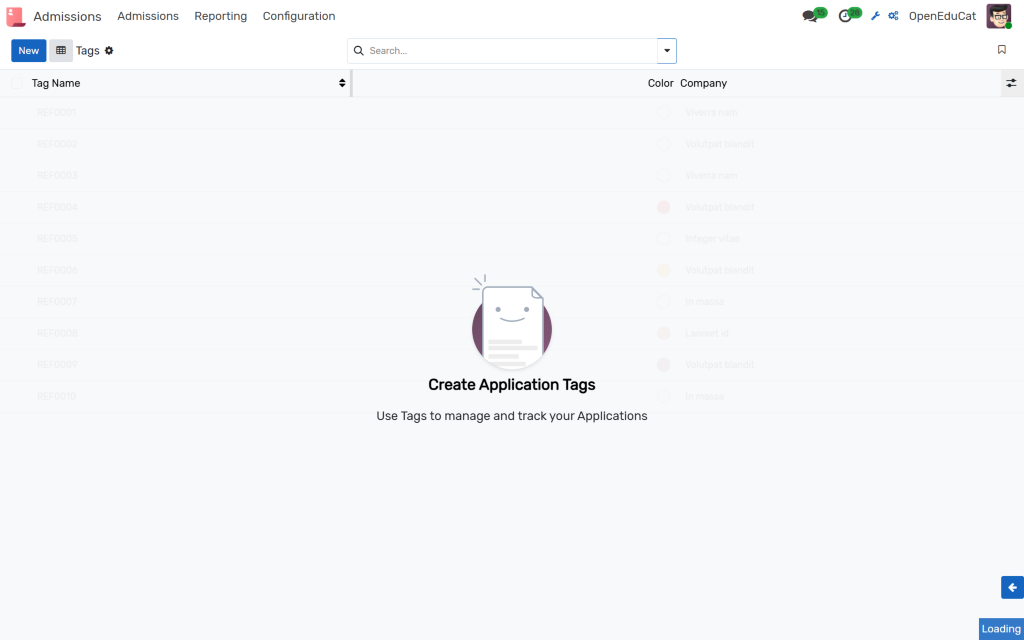 Admissions Admissions Reporting Configuration 15 28 OpenEduCat
New Tags Search...
Tag Name Color Company
REF0001 Viverra nam
REF0002 Volutpat blandit
REF0003 Viverra nam
REF0004 Volutpat blandit
REF0005 Integer vitae
REF0006 Volutpat blandit
REF0007 In massa
REF0008 Laoreet id
REF0009 Volutpat blandit
REF0010 In massa
Create Application Tags
Use Tags to manage and track your Applications
Loading